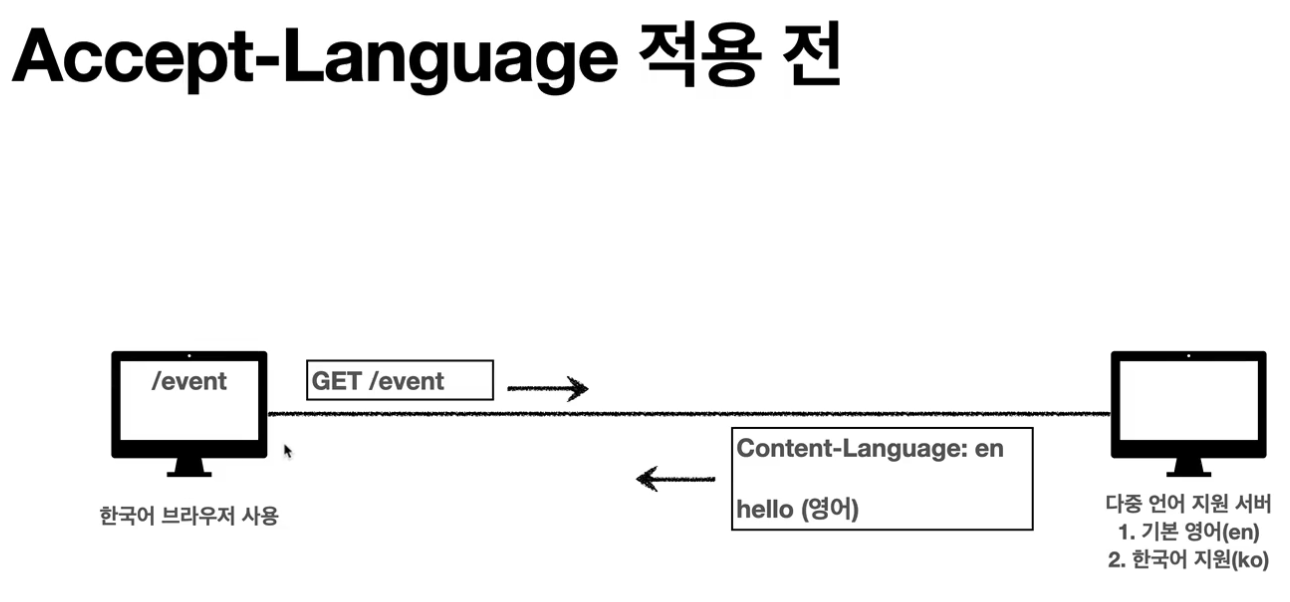 Accept-Language 적용 전
/event
GET /event
Content-Language: en
hello (영어)
한국어 브라우저 사용
다중 언어 지원 서버
1. 기본 영어(en)
2. 한국어 지원(ko)